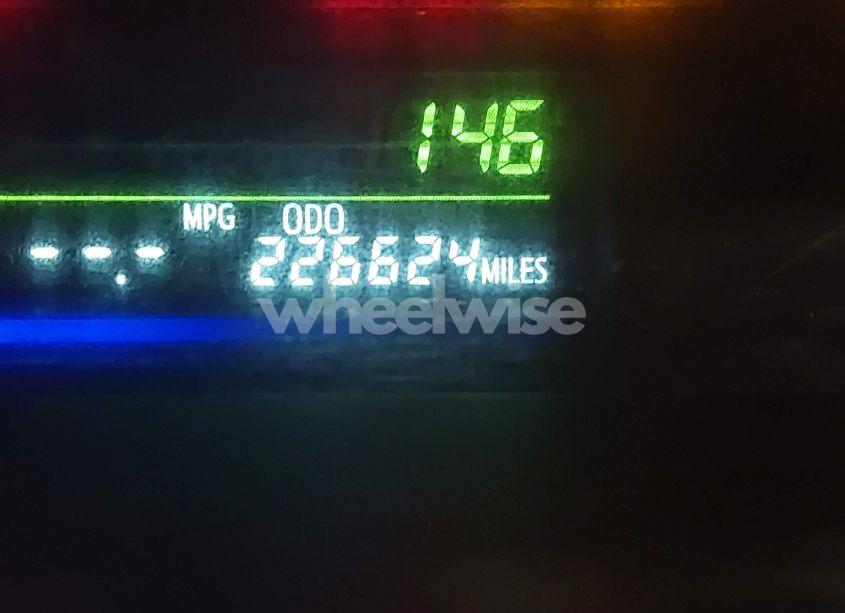 146
MPG ODO
--.- 226624 MILES
wheelwise